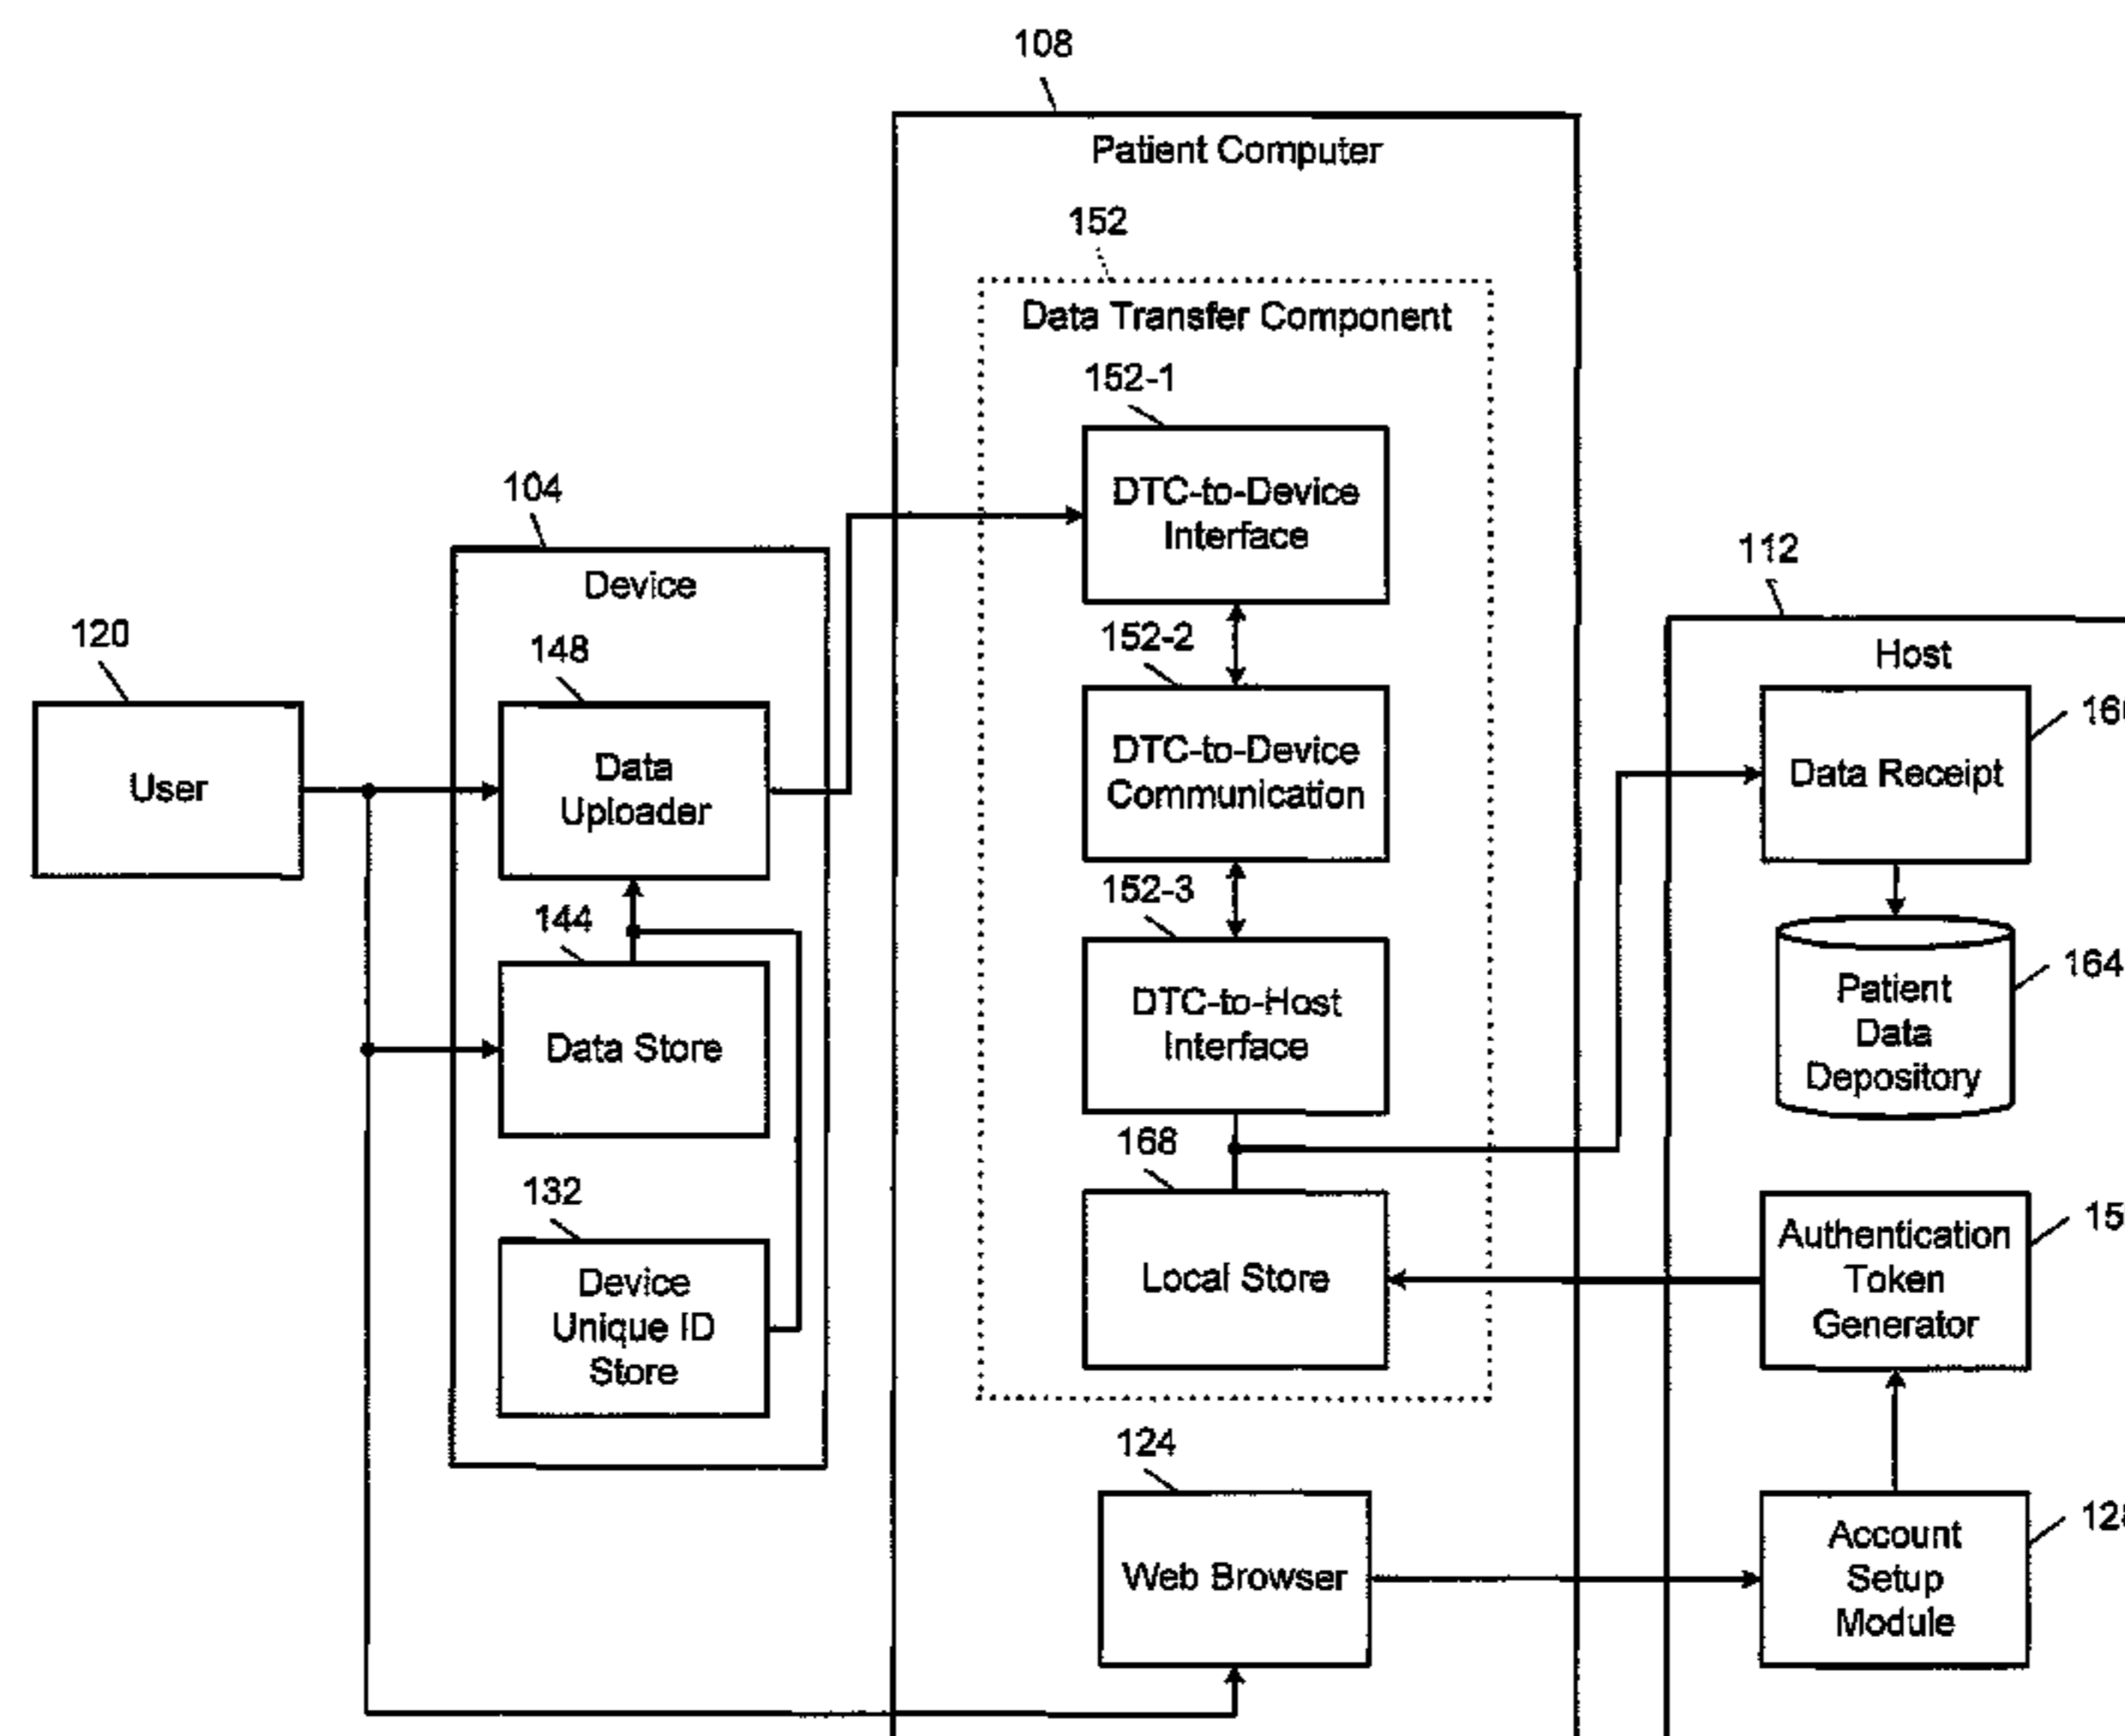 108
Patient Computer
152
Data Transfer Component
152-1
DTC-to-Device
Interface
104
Device
112
Host
120
User
148
Data
Uploader
152-2
DTC-to-Device
Communication
Data Receipt
144
Data Store
152-3
DTC-to-Host
Interface
Patient
Data
Depository
164
132
Device
Unique ID
Store
168
Local Store
Authentication
Token
Generator
124
Web Browser
Account
Setup
Module